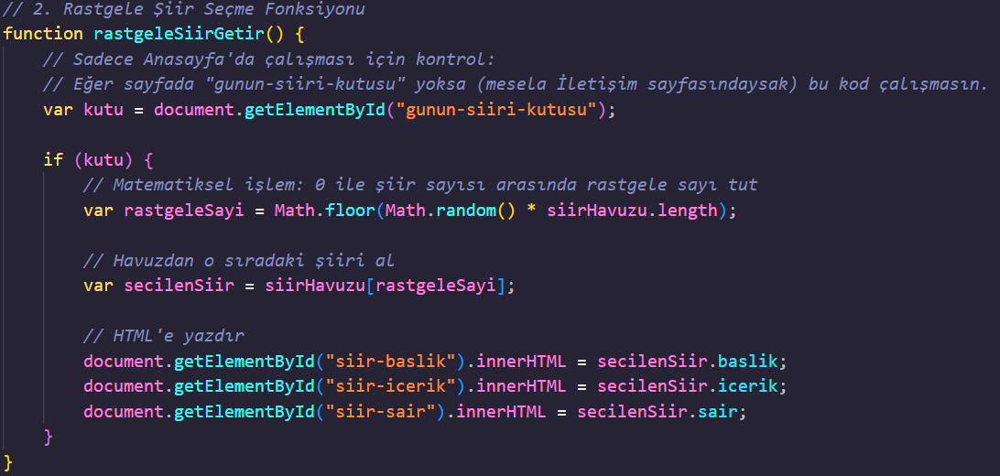 // 2. Rastgele Şiir Seçme Fonksiyonu
function rastgeleSiirGetir() {
    // Sadece Anasayfa'da çalışması için kontrol:
    // Eğer sayfada "gunun-siiri-kutusu" yoksa (mesela İletişim sayfasındaysak) bu kod çalışmasın.
    var kutu = document.getElementById("gunun-siiri-kutusu");

    if (kutu) {
        // Matematiksel işlem: 0 ile şiir sayısı arasında rastgele sayı tut
        var rastgeleSayi = Math.floor(Math.random() * siirHavuzu.length);

        // Havuzdan o sıradaki şiiri al
        var secilenSiir = siirHavuzu[rastgeleSayi];

        // HTML'e yazdır
        document.getElementById("siir-baslik").innerHTML = secilenSiir.baslik;
        document.getElementById("siir-icerik").innerHTML = secilenSiir.icerik;
        document.getElementById("siir-sair").innerHTML = secilenSiir.sair;
    }
}